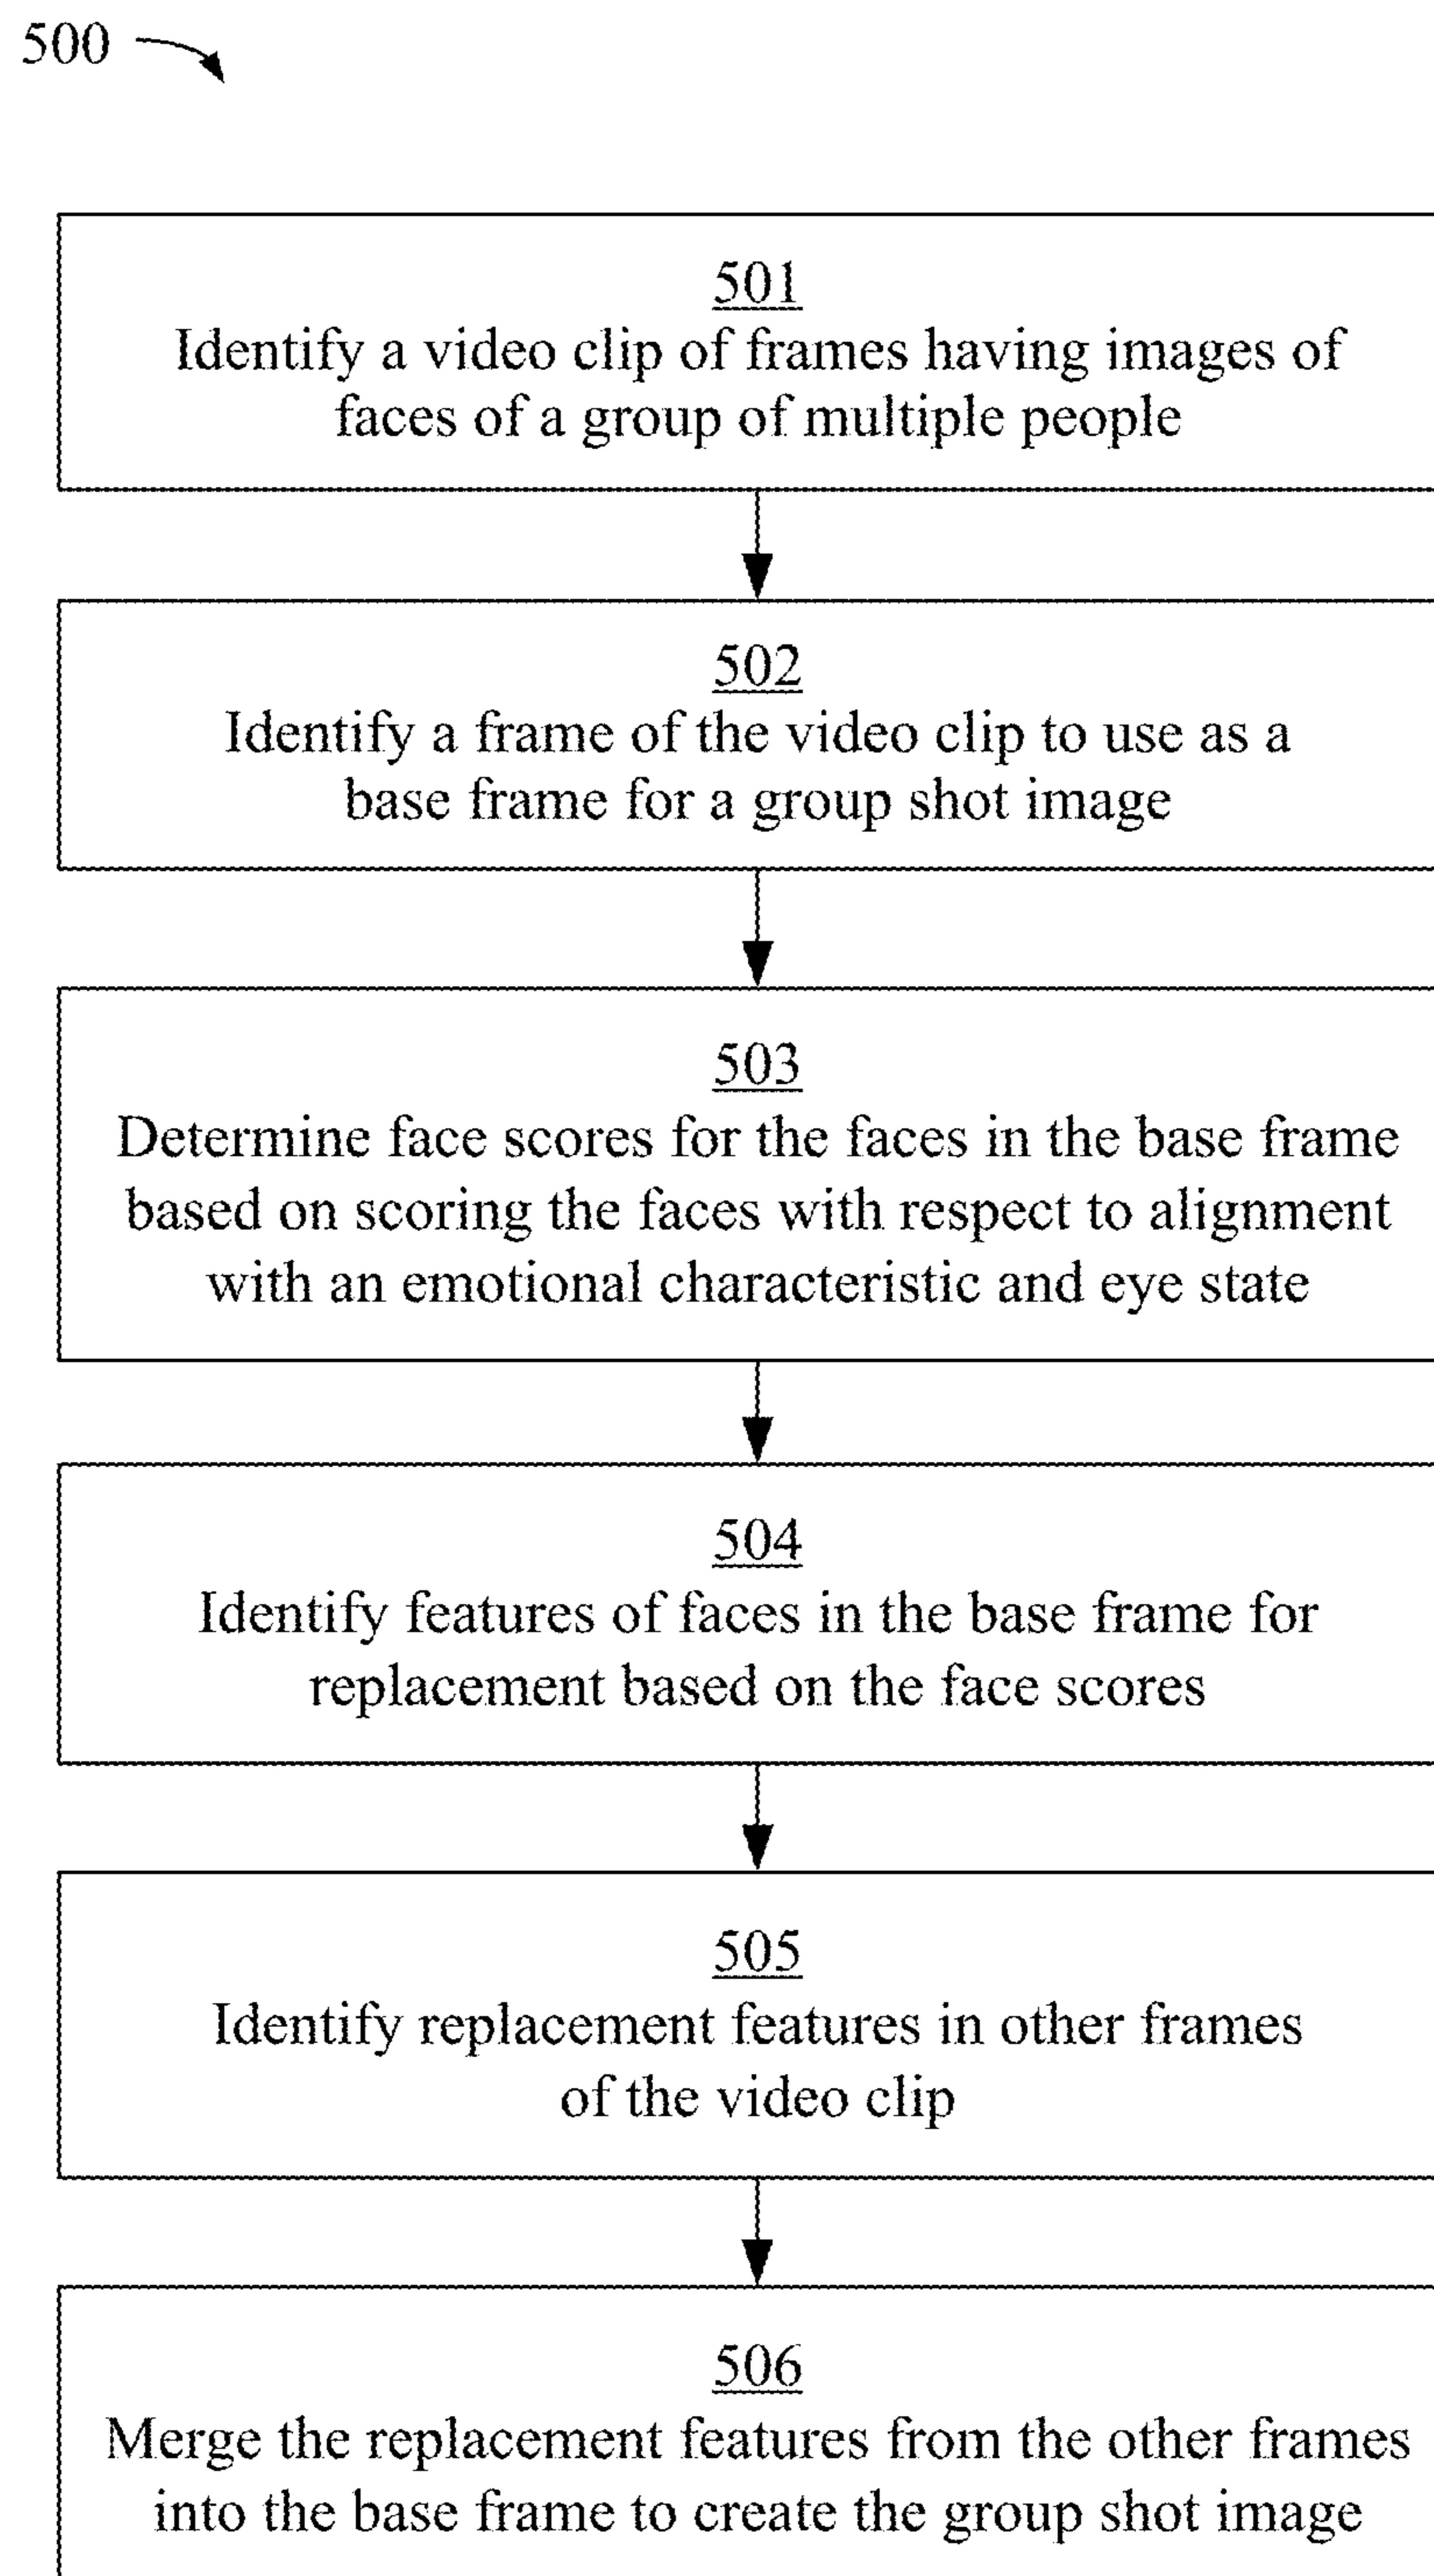 500
501
Identify a video clip of frames having images of
faces of a group of multiple people
502
Identify a frame of the video clip to use as a
base frame for a group shot image
503
Determine face scores for the faces in the base frame
based on scoring the faces with respect to alignment
with an emotional characteristic and eye state
504
Identify features of faces in the base frame for
replacement based on the face scores
505
Identify replacement features in other frames
of the video clip
506
Merge the replacement features from the other frames
into the base frame to create the group shot image